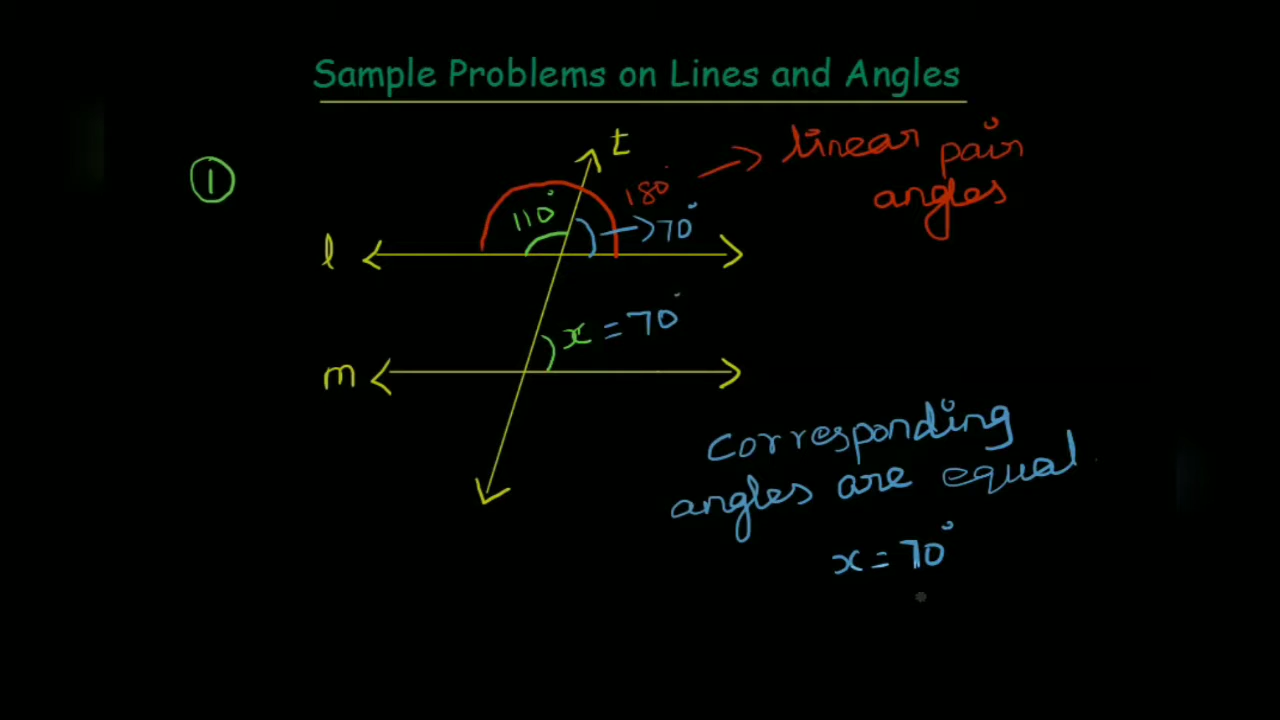 Sample Problems on Lines and Angles
1
t
110° 180° → linear pair
angles
→ 70°
l
x = 70°
m
Corresponding
angles are equal
x = 70°